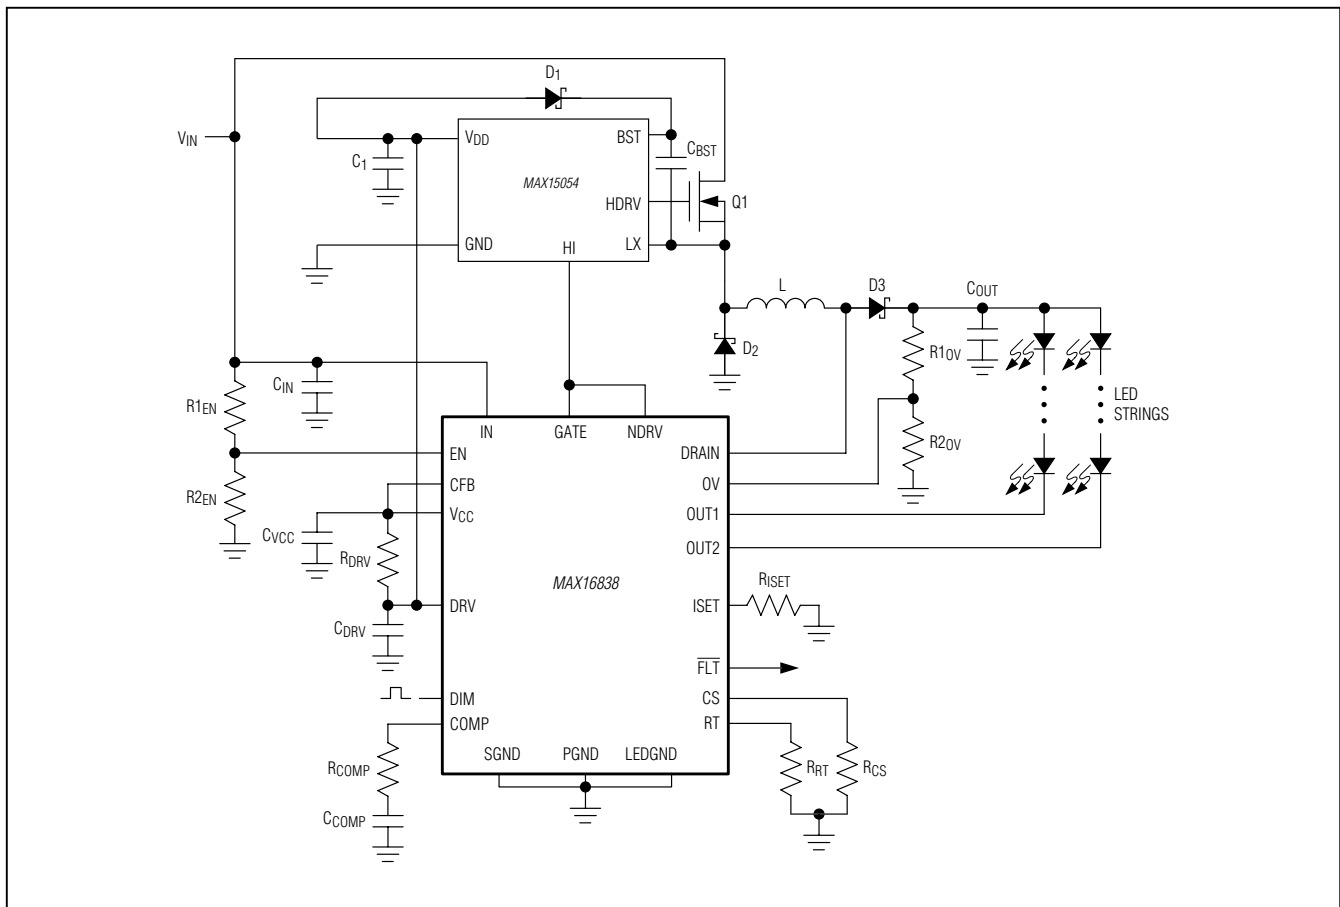 D1
VIN
VDD
BST
C1
CBST
MAX15054
HDRV
Q1
GND
HI
LX
L
D3
COUT
D2
R1OV
CIN
R1EN
LED
STRINGS
IN
GATE
NDRV
R2OV
EN
DRAIN
CFB
OV
R2EN
VCC
OUT1
CVCC
RDRV
OUT2
MAX16838
RISET
DRV
ISET
CDRV
FLT
DIM
CS
COMP
RT
SGND
PGND
LEDGND
RCOMP
RRT
RCS
CCOMP